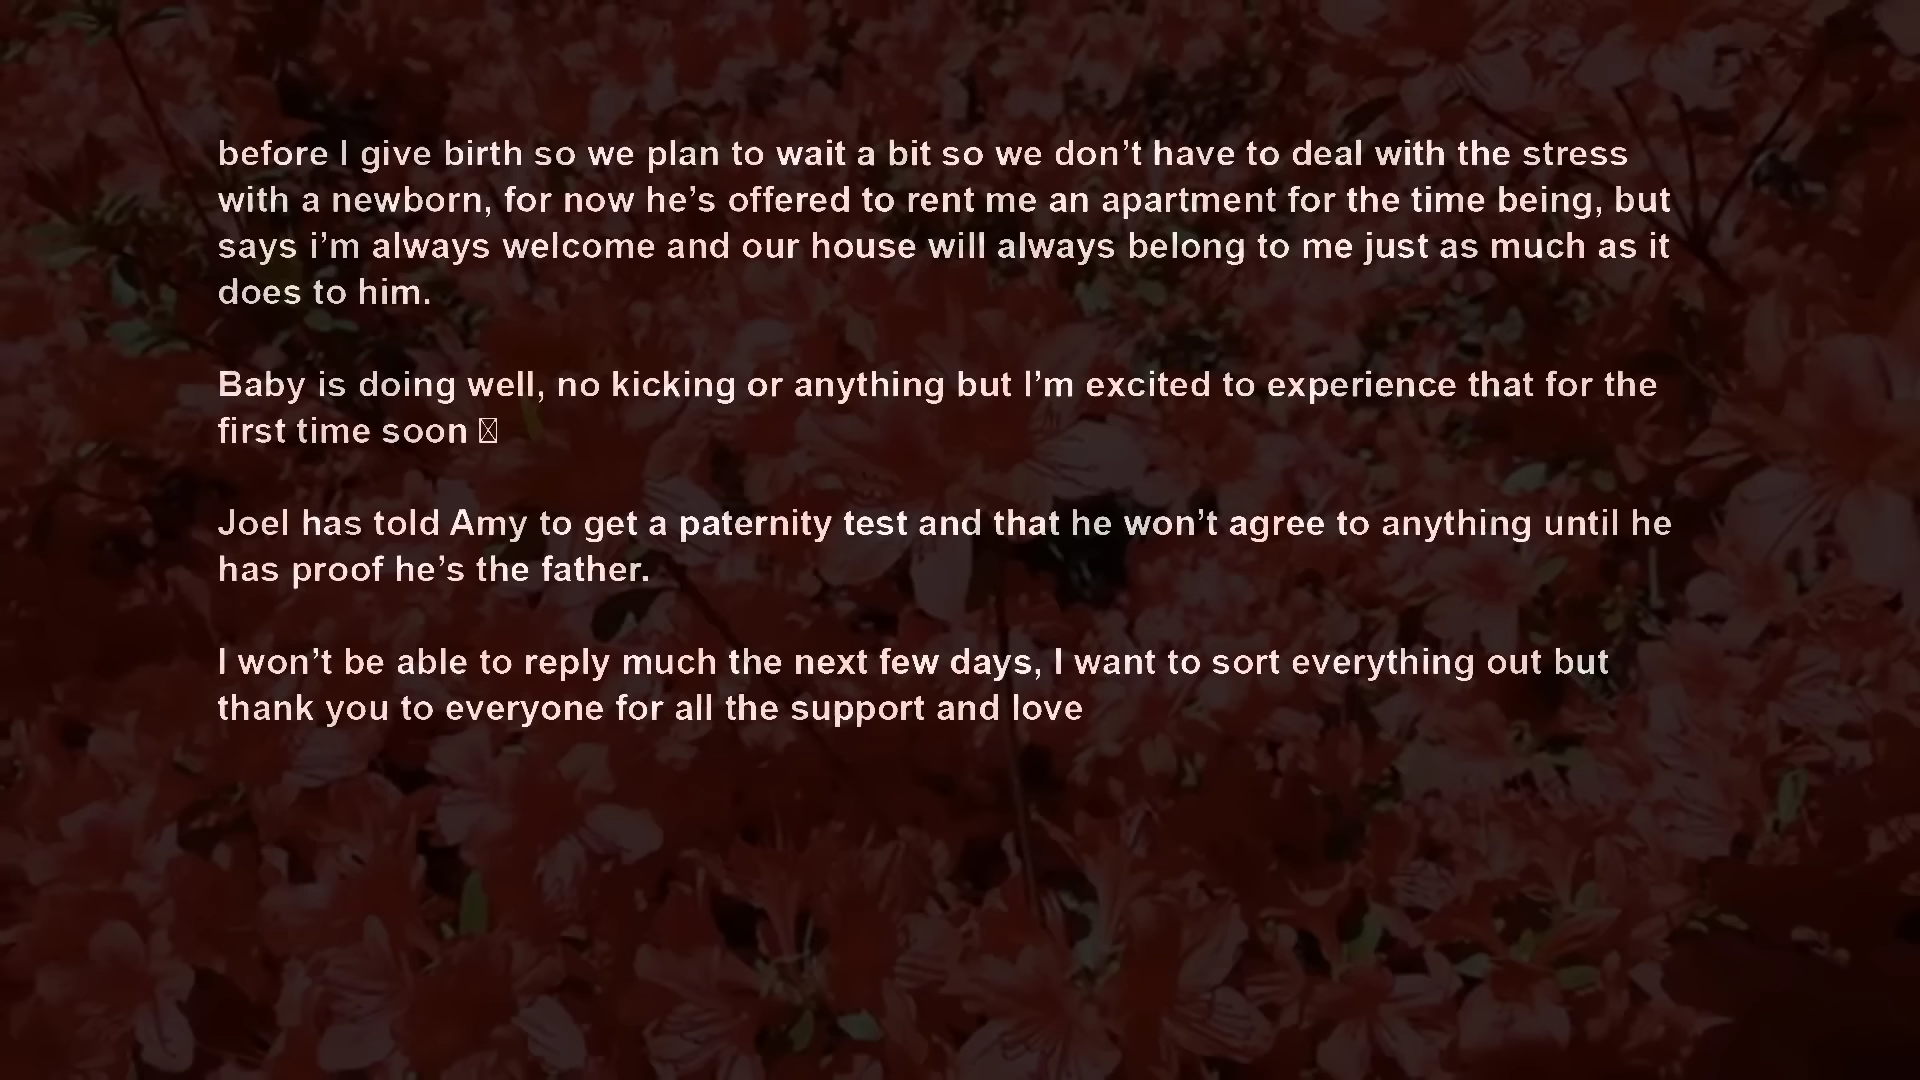 before I give birth so we plan to wait a bit so we don’t have to deal with the stress
with a newborn, for now he’s offered to rent me an apartment for the time being, but
says i’m always welcome and our house will always belong to me just as much as it
does to him.
Baby is doing well, no kicking or anything but I’m excited to experience that for the
first time soon
Joel has told Amy to get a paternity test and that he won’t agree to anything until he
has proof he’s the father.
I won’t be able to reply much the next few days, I want to sort everything out but
thank you to everyone for all the support and love